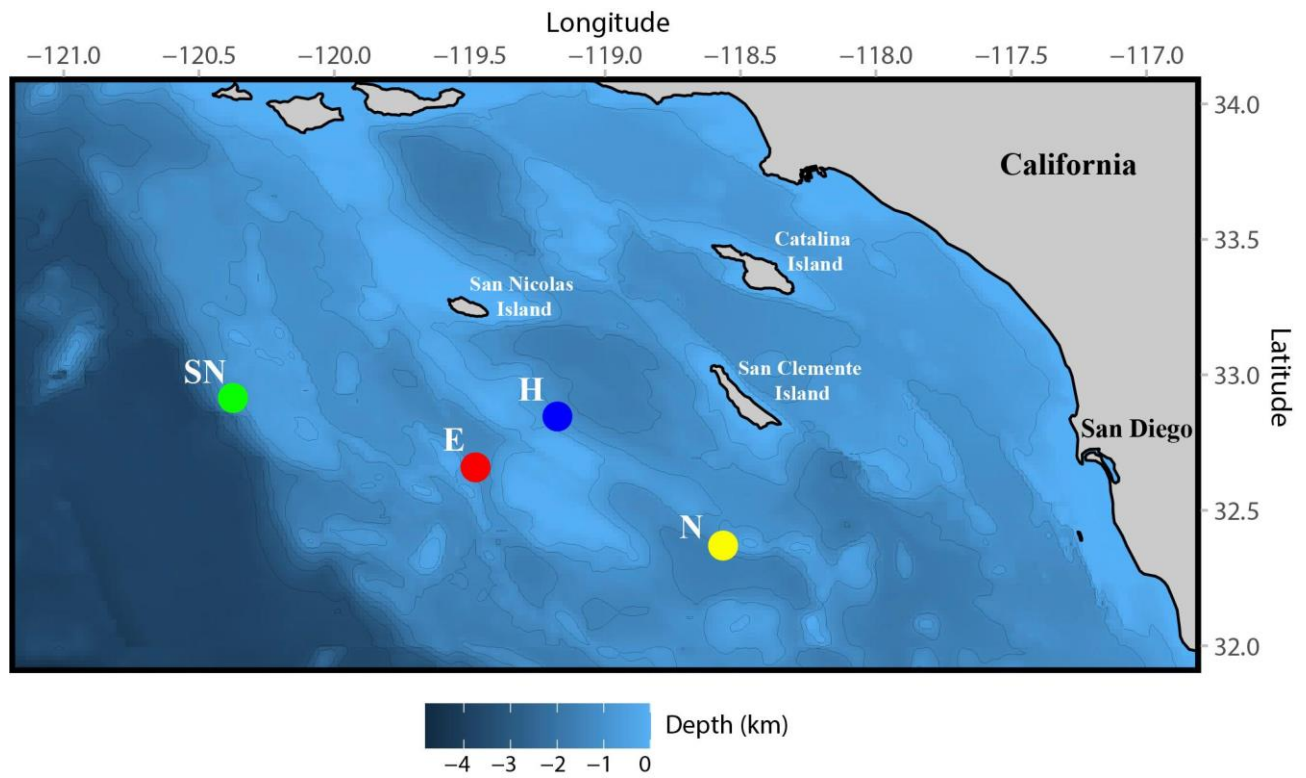 Longitude
−121.0 −120.5 −120.0 −119.5 −119.0 −118.5 −118.0 −117.5 −117.0
34.0
California
33.5
Catalina
Island
San Nicolas
Island
33.0
San Clemente
Island
Latitude
SN
H
San Diego
E
32.5
N
32.0
Depth (km)
−4 −3 −2 −1 0